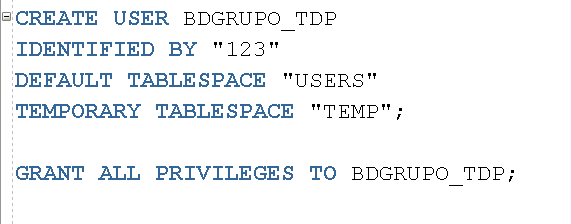 CREATE USER BDGRUPO_TDP
IDENTIFIED BY "123"
DEFAULT TABLESPACE "USERS"
TEMPORARY TABLESPACE "TEMP";
GRANT ALL PRIVILEGES TO BDGRUPO_TDP;